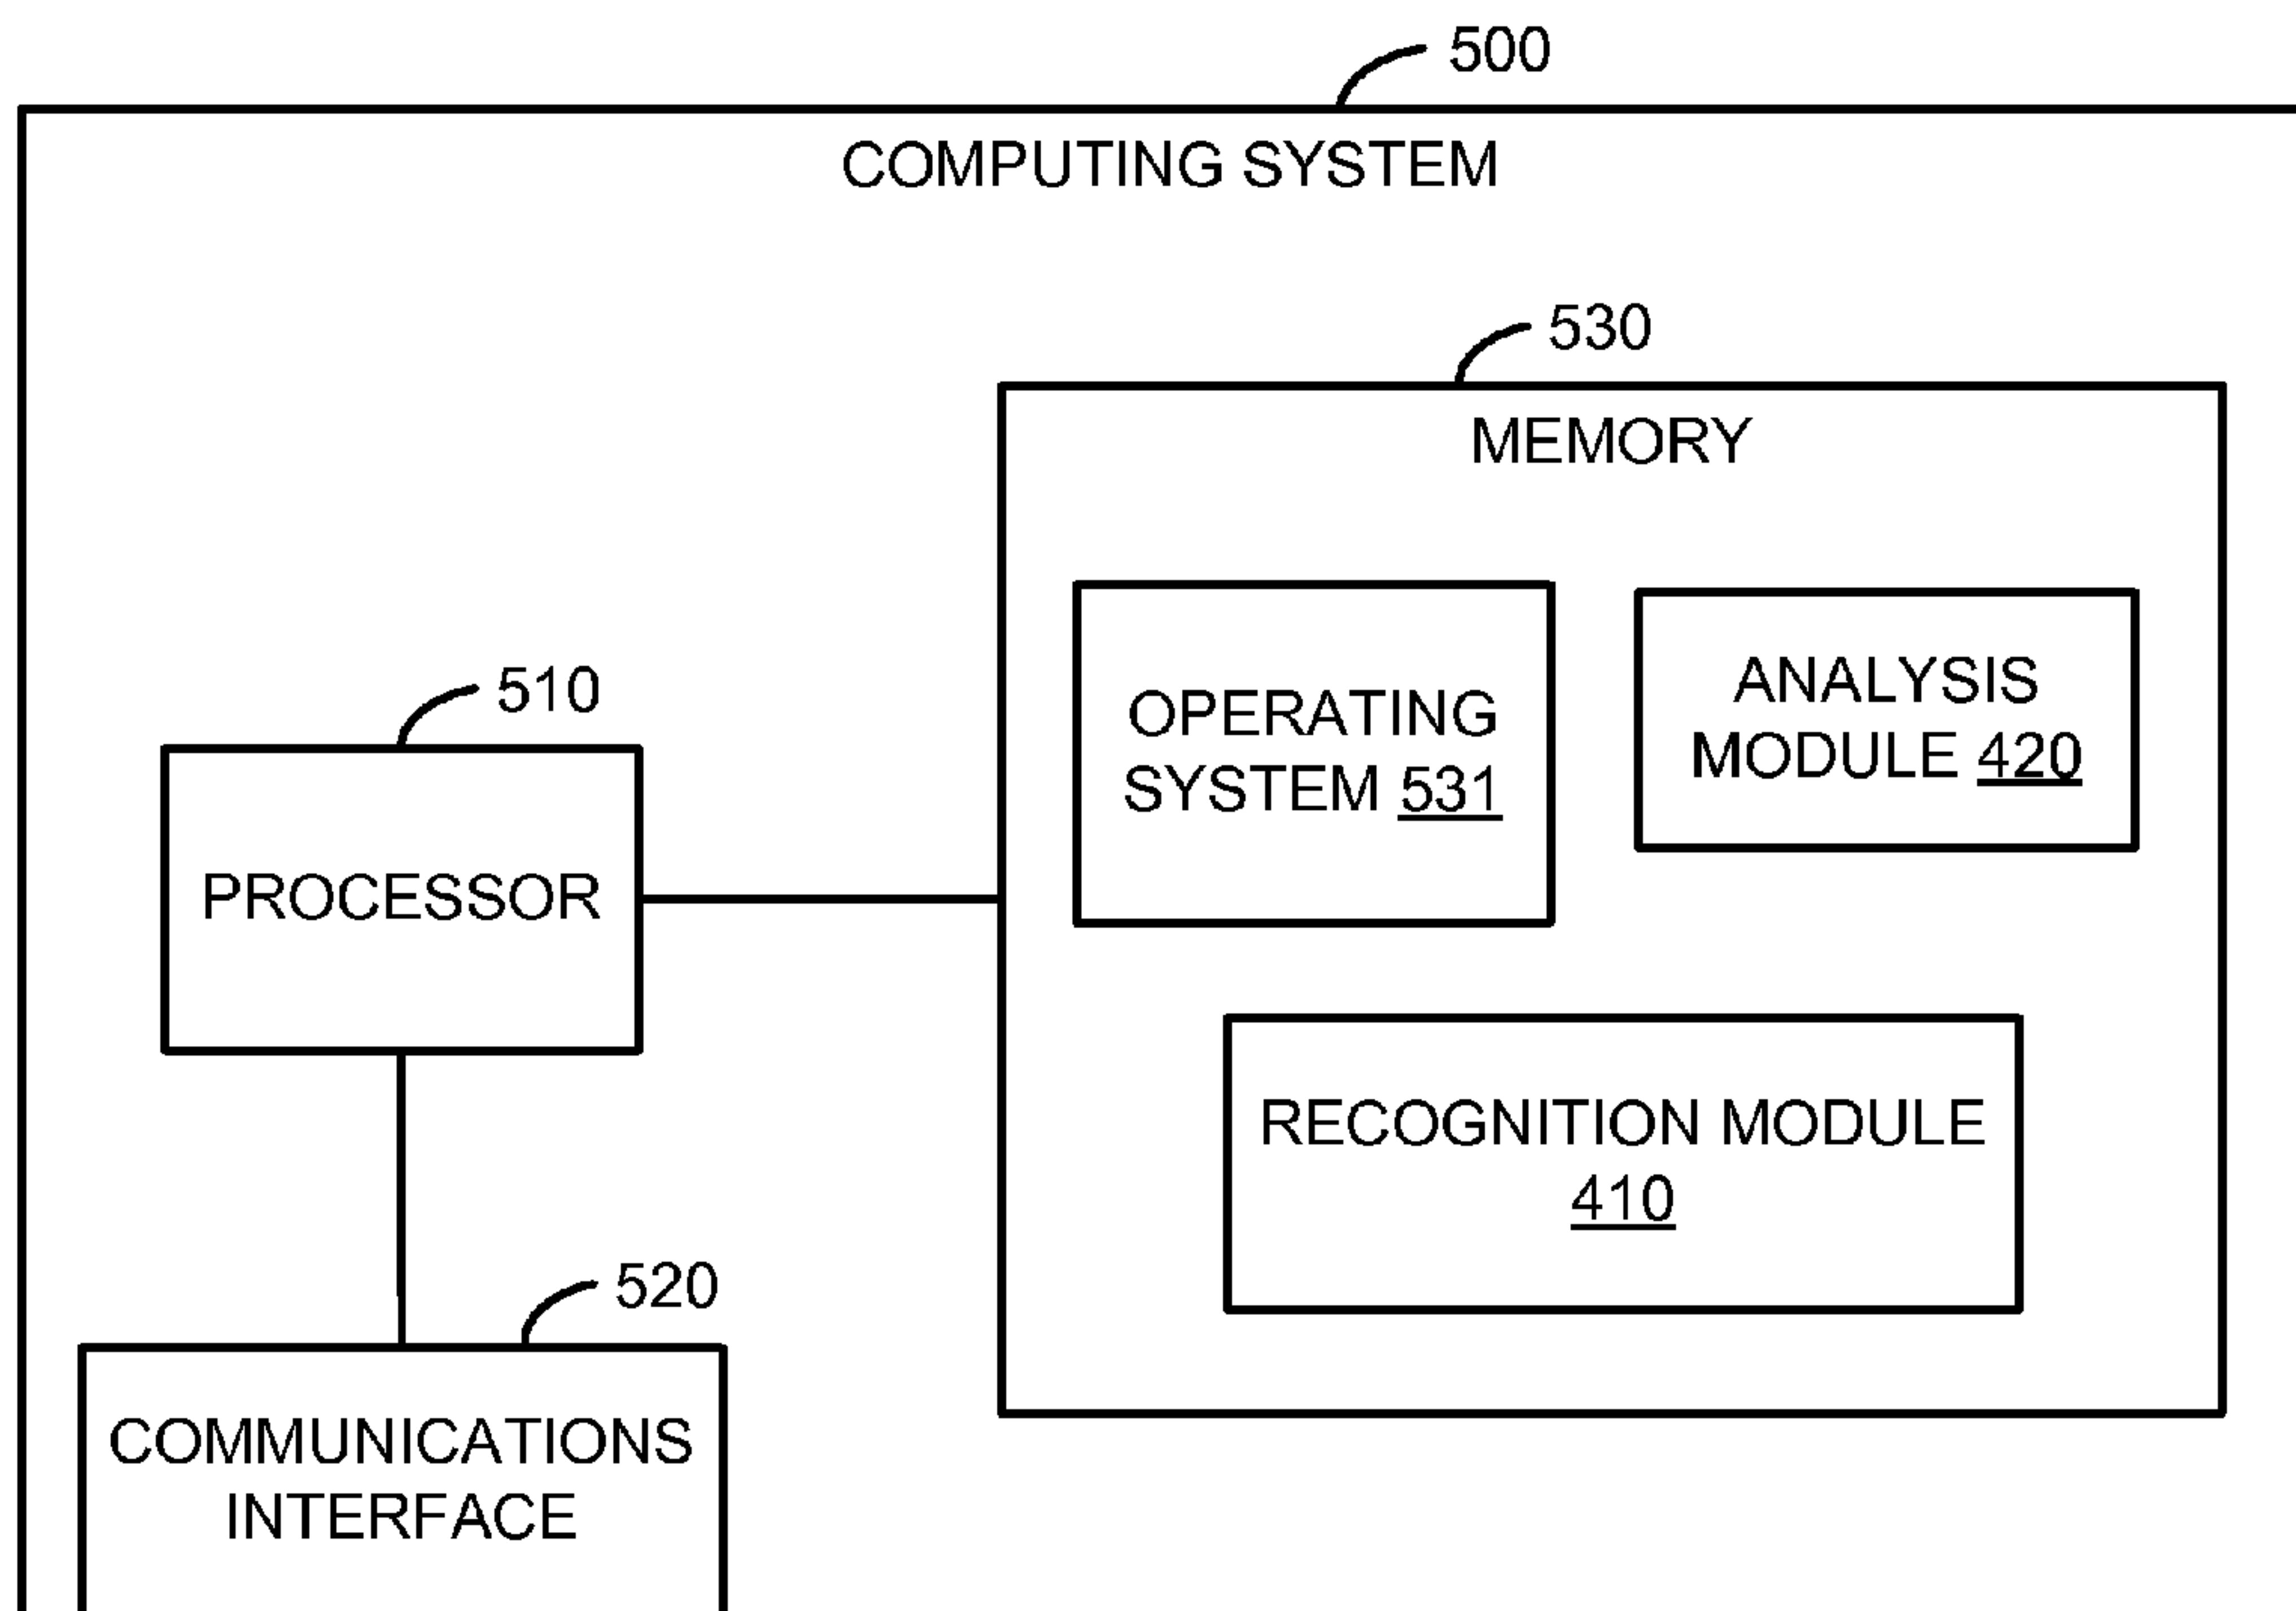 500
COMPUTING SYSTEM
530
MEMORY
OPERATING
SYSTEM 531
ANALYSIS
MODULE 420
510
PROCESSOR
RECOGNITION MODULE
410
520
COMMUNICATIONS
INTERFACE